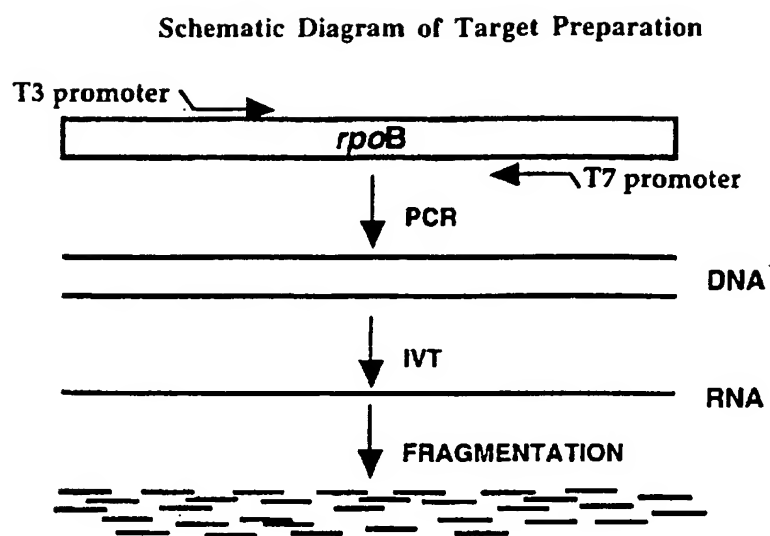 Schematic Diagram of Target Preparation
T3 promoter
rpoB
T7 promoter
PCR
DNA
IVT
RNA
FRAGMENTATION